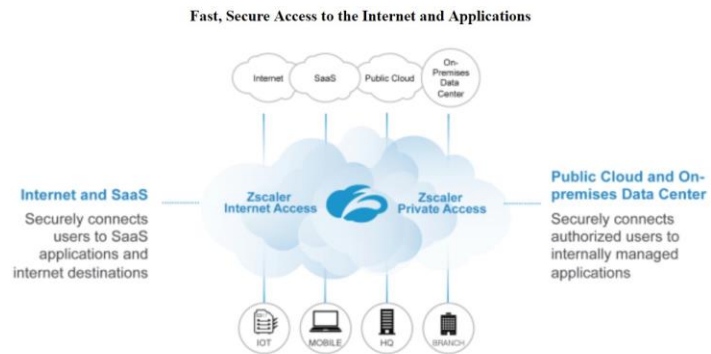 Fast, Secure Access to the Internet and Applications
Internet
SaaS
Public Cloud
On-
Premises
Data
Center
Internet and SaaS
Securely connects
users to SaaS
applications and
internet destinations
Zscaler
Internet Access
Zscaler
Private Access
Public Cloud and On-
premises Data Center
Securely connects
authorized users to
internally managed
applications
IOT
MOBILE
HQ
BRANCH